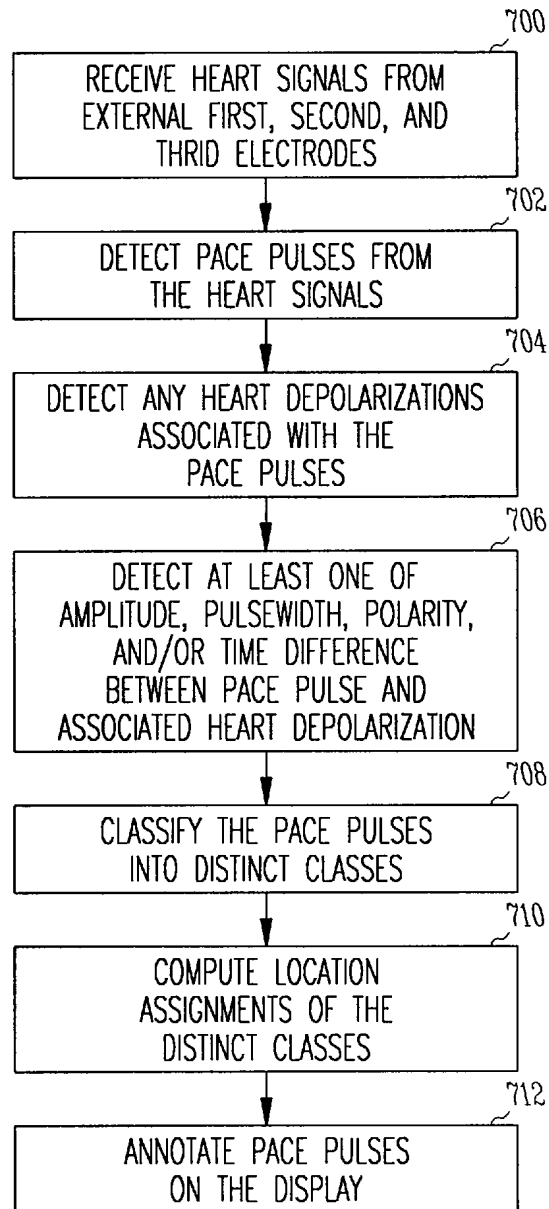 700
RECEIVE HEART SIGNALS FROM
EXTERNAL FIRST, SECOND, AND
THRID ELECTRODES
702
DETECT PACE PULSES FROM
THE HEART SIGNALS
704
DETECT ANY HEART DEPOLARIZATIONS
ASSOCIATED WITH THE
PACE PULSES
706
DETECT AT LEAST ONE OF
AMPLITUDE, PULSEWIDTH, POLARITY,
AND/OR TIME DIFFERENCE
BETWEEN PACE PULSE AND
ASSOCIATED HEART DEPOLARIZATION
708
CLASSIFY THE PACE PULSES
INTO DISTINCT CLASSES
710
COMPUTE LOCATION
ASSIGNMENTS OF THE
DISTINCT CLASSES
712
ANNOTATE PACE PULSES
ON THE DISPLAY